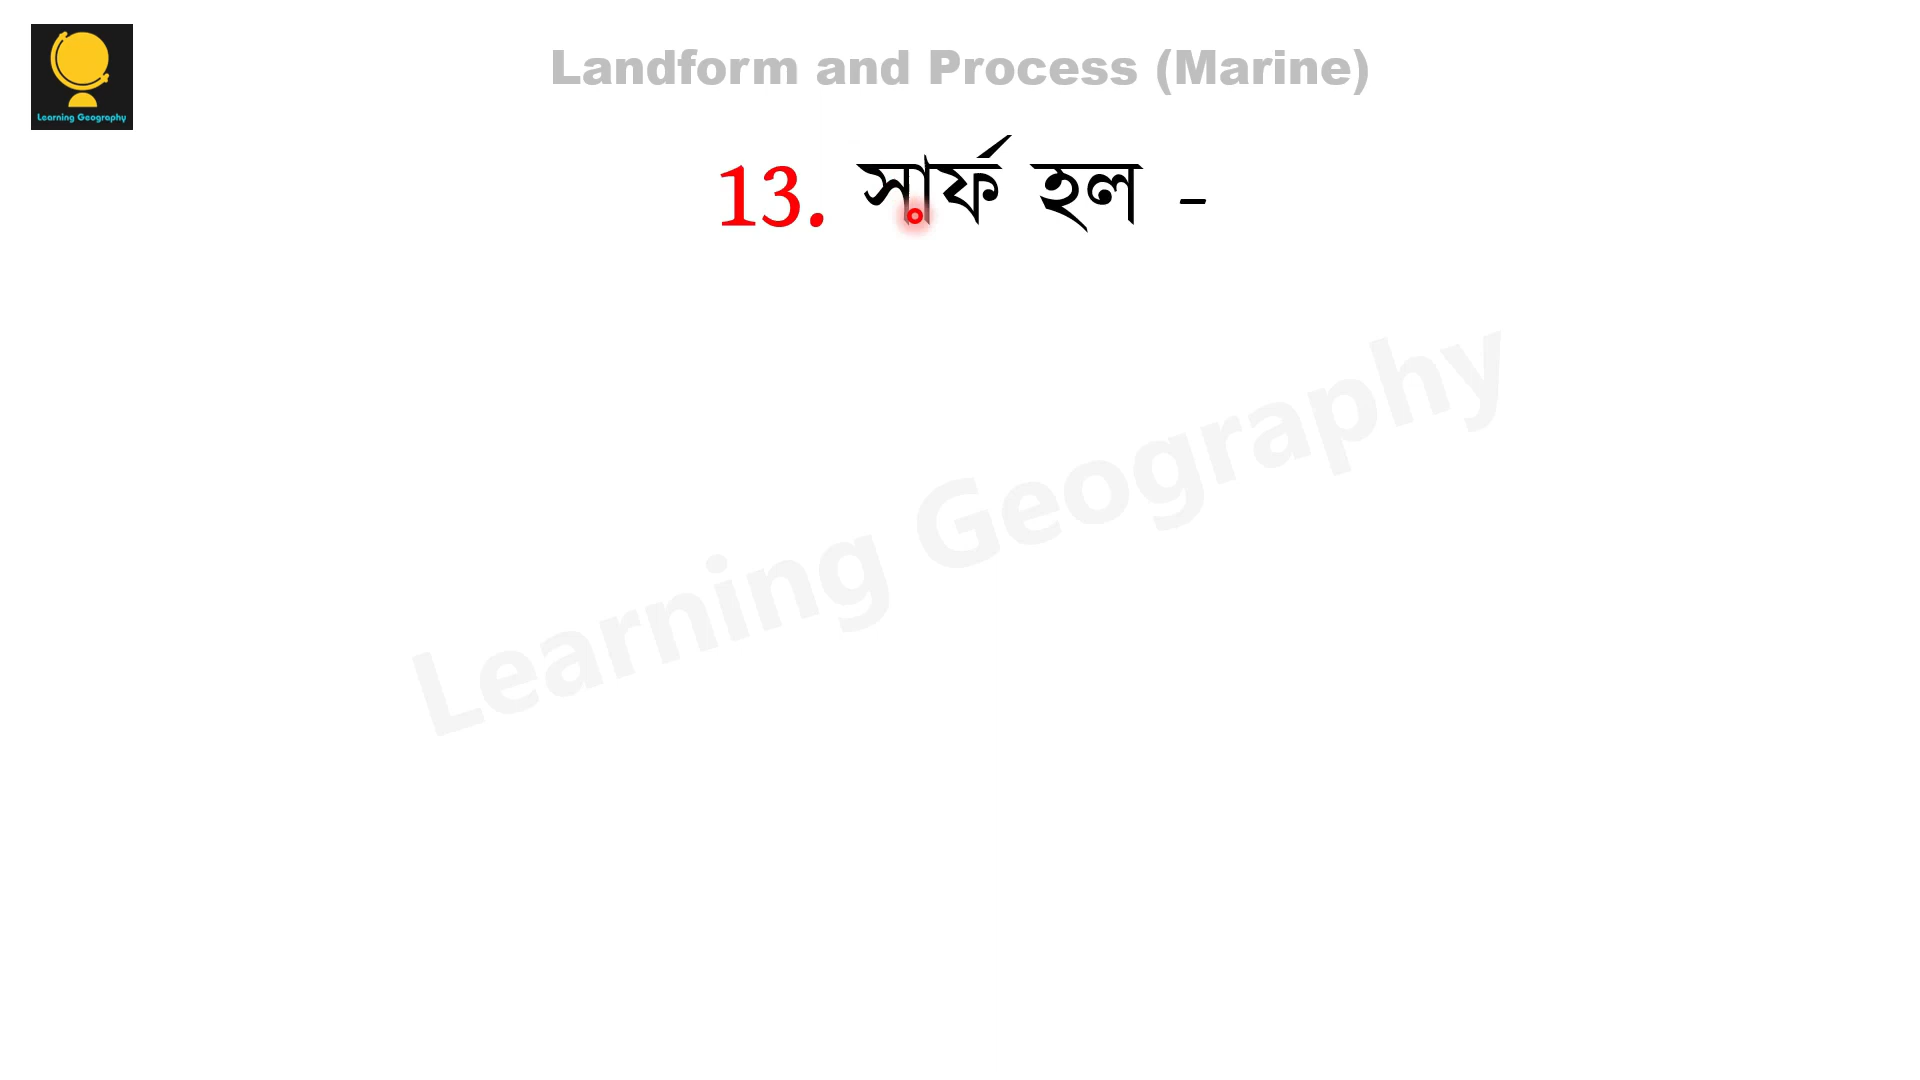 Learning Geography
Landform and Process (Marine)
13. সার্ফ হল -
Learning Geography